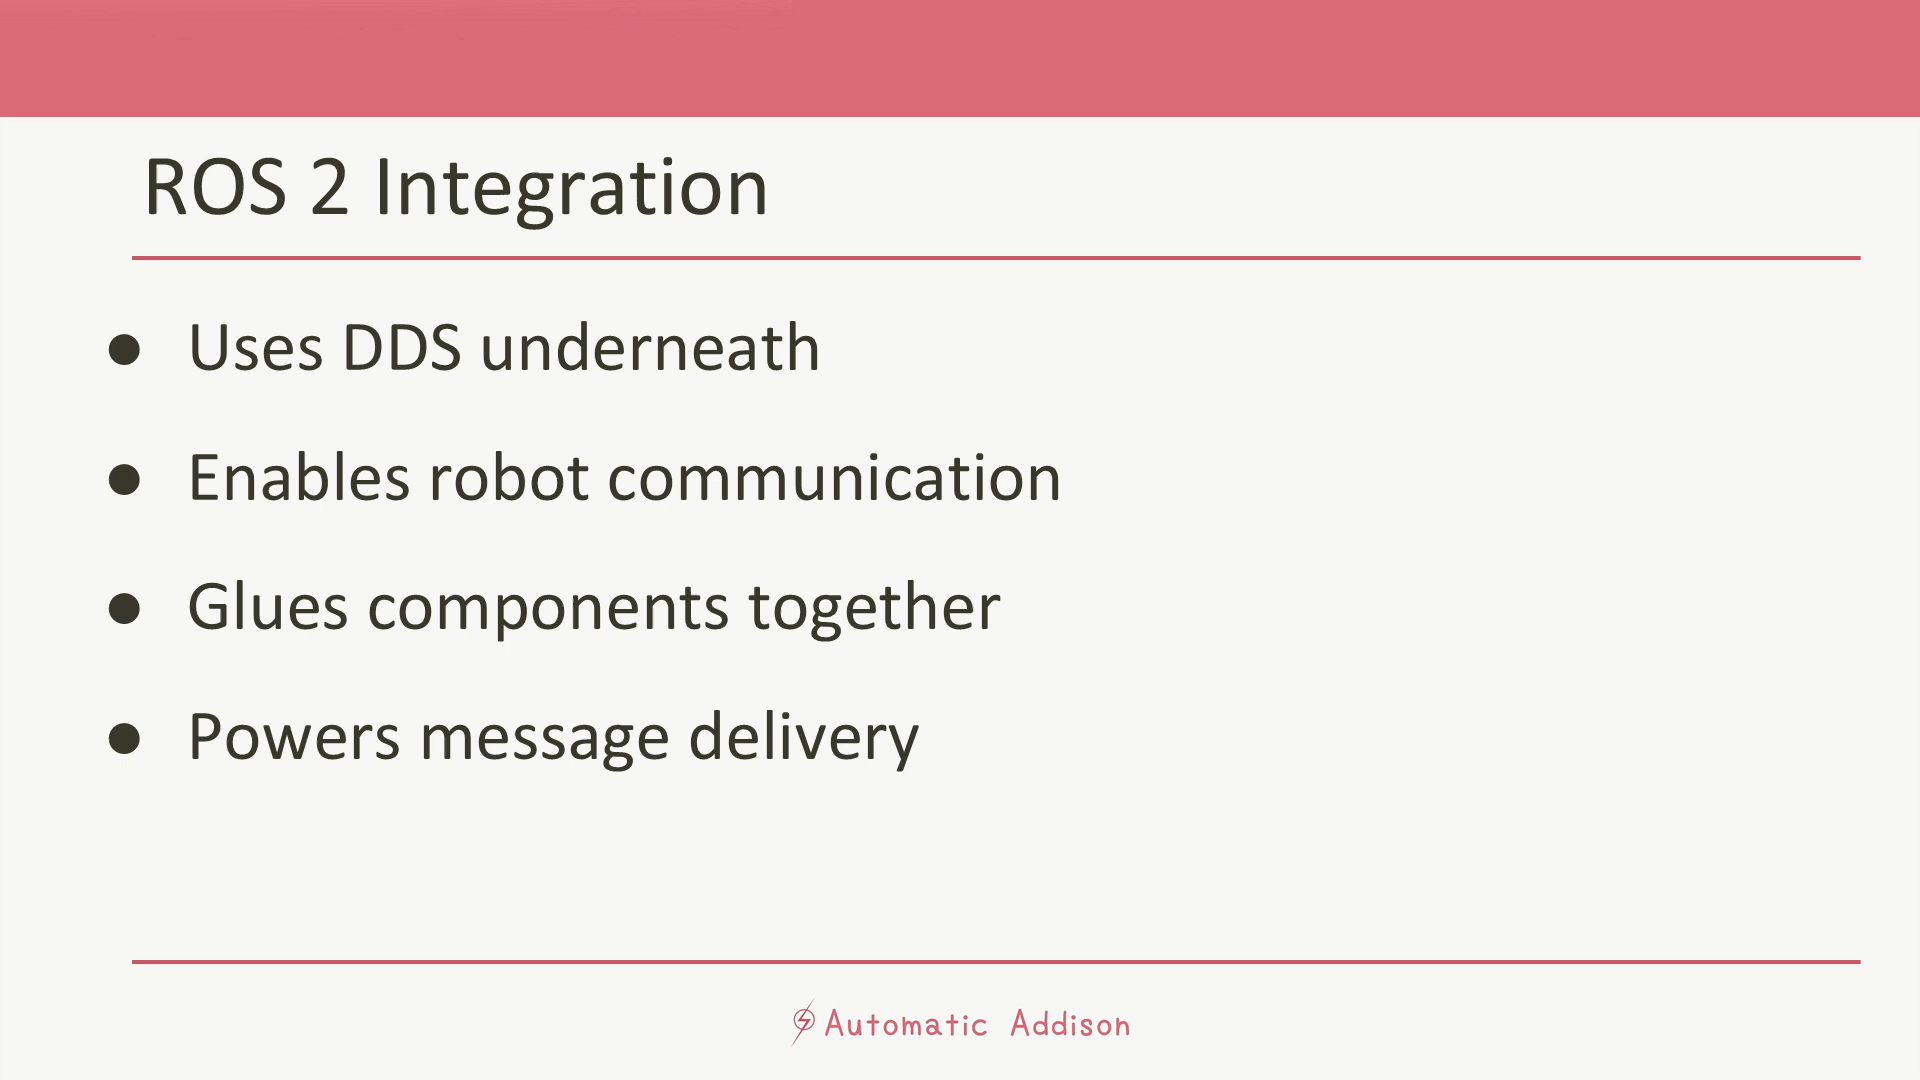 ROS 2 Integration
● Uses DDS underneath
● Enables robot communication
● Glues components together
● Powers message delivery
Automatic Addison